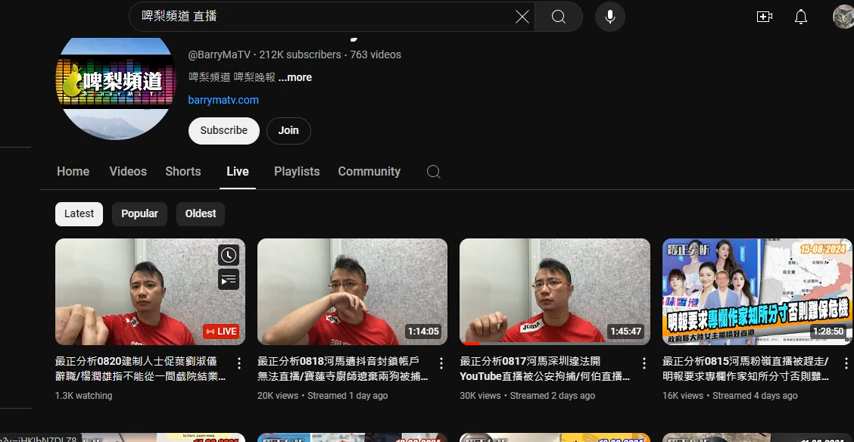 啤梨頻道 直播
@BarryMaTV · 212K subscribers · 763 videos
啤梨頻道 啤梨晚報 ...more
啤梨頻道
barrymatv.com
Subscribe
Join
Home
Videos
Shorts
Live
Playlists
Community
Latest
Popular
Oldest
LIVE
1:14:05
1:45:47
最正分析
15-08-2024
明報要求專欄作家知所分寸否則難保危機
1:28:50
最正分析0820建制人士促葉劉淑儀
辭職/楊潤雄指不能從一間戲院結業...
1.3K watching
最正分析0818河馬遭抖音封鎖帳戶
無法直播/寶蓮寺廚師遼棄兩狗被捕...
20K views • Streamed 1 day ago
最正分析0817河馬深圳違法開
YouTube直播被公安拘捕/何伯直播...
30K views • Streamed 2 days ago
最正分析0815河馬粉嶺直播被趕走/
明報要求專欄作家知所分寸否則難...
16K views • Streamed 4 days ago